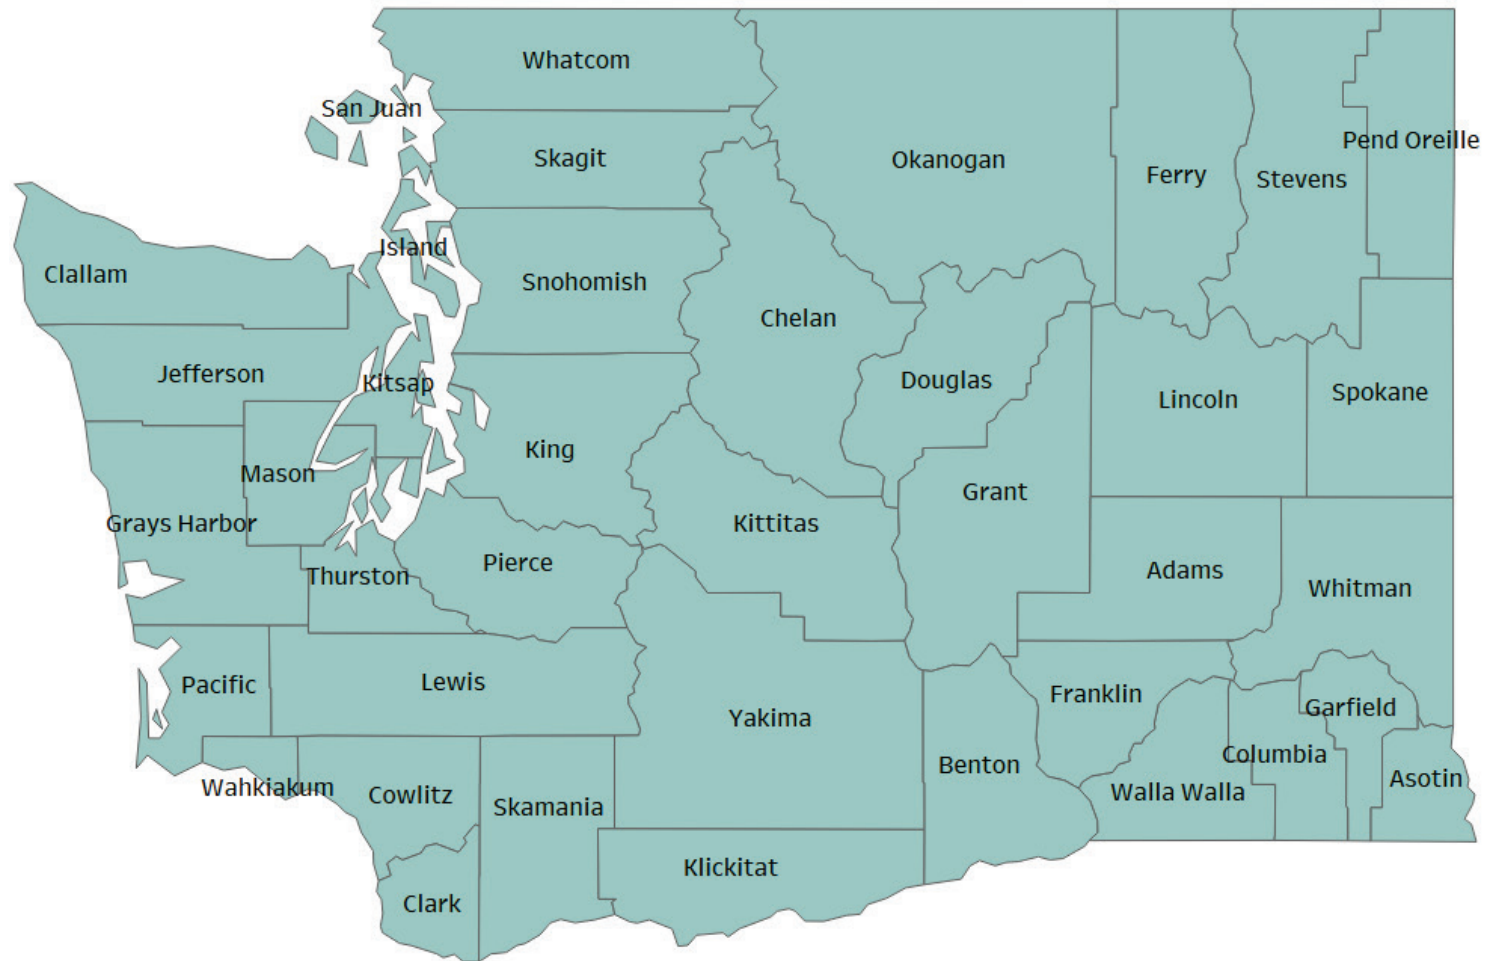 Whatcom
San Juan
Pend Oreille
Skagit
Okanogan
Ferry
Stevens
Island
Clallam
Snohomish
Chelan
Jefferson
Kitsap
Douglas
Lincoln
Spokane
King
Mason
Grant
Grays Harbor
Kittitas
Pierce
Adams
Thurston
Whitman
Pacific
Lewis
Franklin
Garfield
Yakima
Columbia
Benton
Asotin
Wahkiakum
Cowlitz
Walla Walla
Skamania
Klickitat
Clark